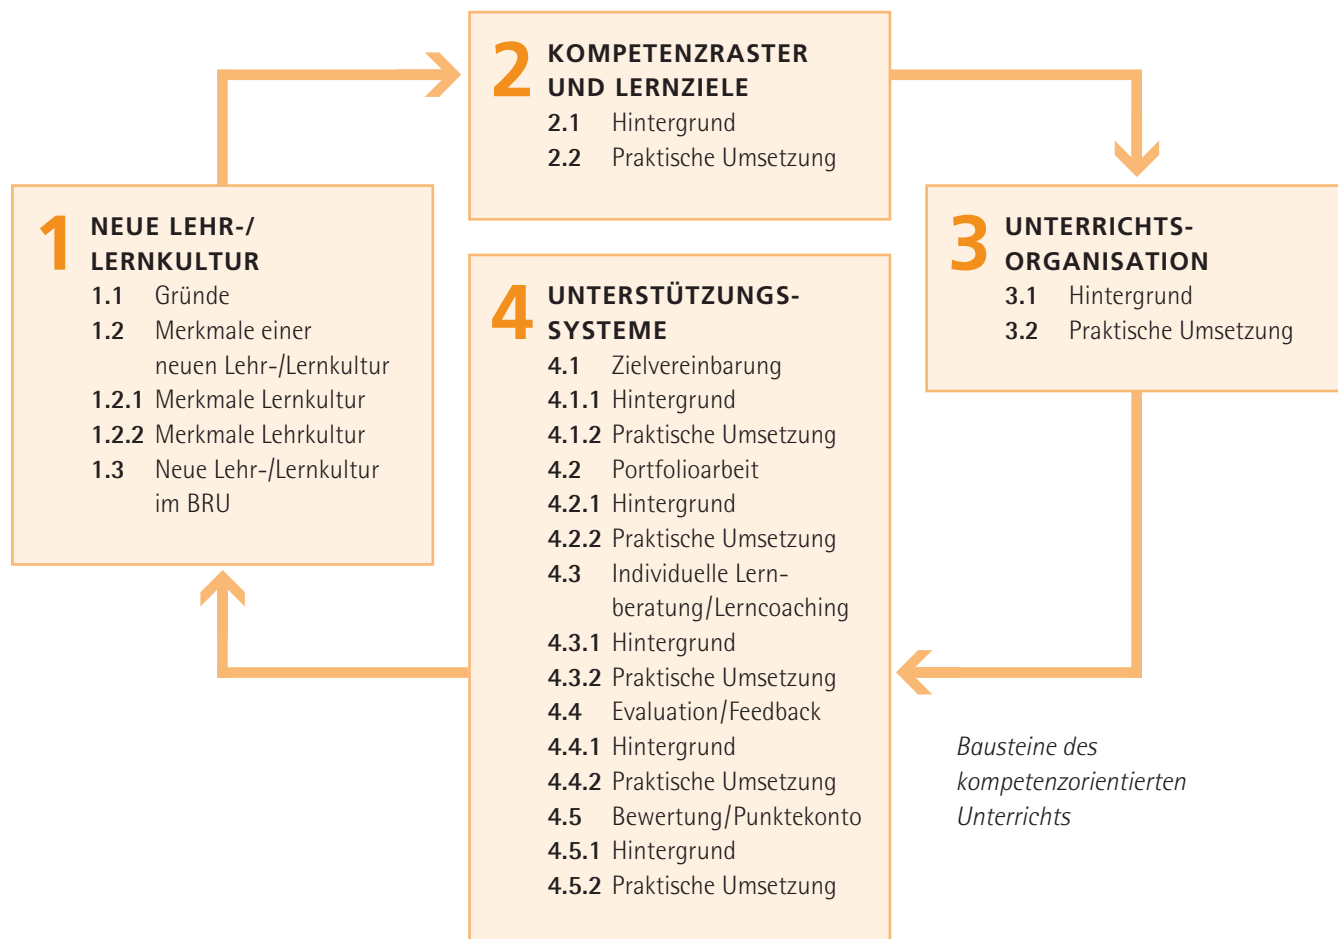 1 NEUE LEHR-/
LERNKULTUR
1.1 Gründe
1.2 Merkmale einer
neuen Lehr-/Lernkultur
1.2.1 Merkmale Lernkultur
1.2.2 Merkmale Lehrkultur
1.3 Neue Lehr-/Lernkultur
im BRU
2 KOMPETENZRASTER
UND LERNZIELE
2.1 Hintergrund
2.2 Praktische Umsetzung
3 UNTERRICHTS-
ORGANISATION
3.1 Hintergrund
3.2 Praktische Umsetzung
4 UNTERSTÜTZUNGS-
SYSTEME
4.1 Zielvereinbarung
4.1.1 Hintergrund
4.1.2 Praktische Umsetzung
4.2 Portfolioarbeit
4.2.1 Hintergrund
4.2.2 Praktische Umsetzung
4.3 Individuelle Lern-
beratung/Lerncoaching
4.3.1 Hintergrund
4.3.2 Praktische Umsetzung
4.4 Evaluation/Feedback
4.4.1 Hintergrund
4.4.2 Praktische Umsetzung
4.5 Bewertung/Punktekonto
4.5.1 Hintergrund
4.5.2 Praktische Umsetzung
Bausteine des
kompetenzorientierten
Unterrichts